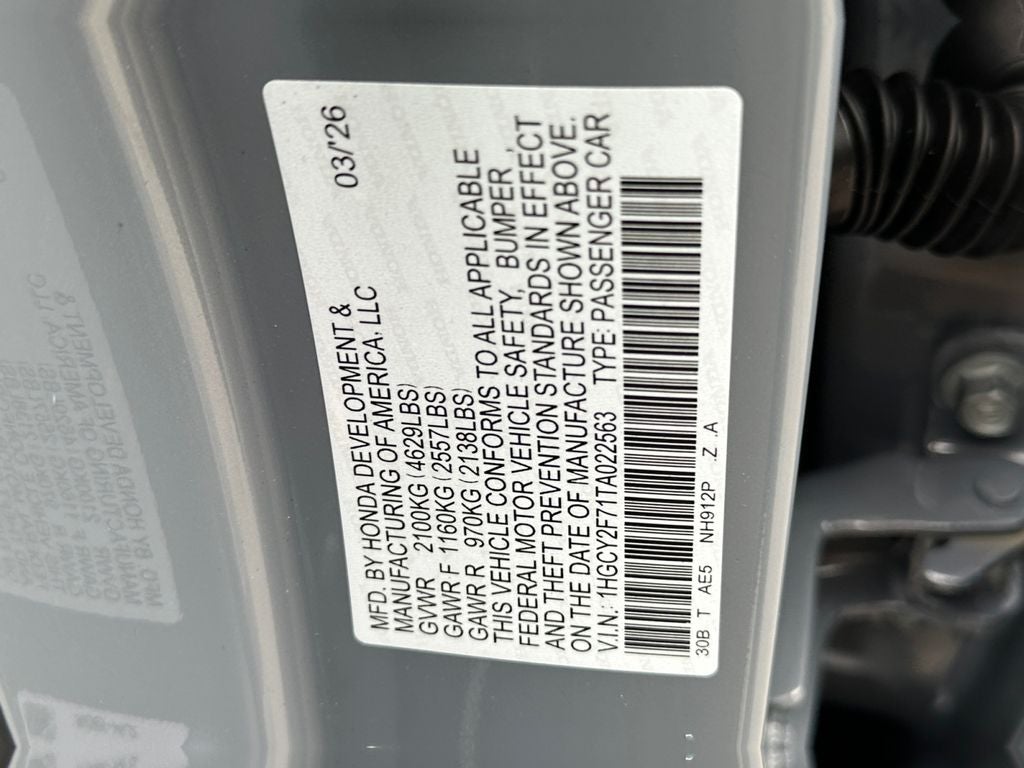 MFD. BY HONDA DEVELOPMENT & 03/'26
MANUFACTURING OF AMERICA, LLC
GVWR 2100KG (4629LBS)
GAWR F 1160KG (2557LBS)
GAWR R 970KG (2138LBS)
THIS VEHICLE CONFORMS TO ALL APPLICABLE
FEDERAL MOTOR VEHICLE SAFETY, BUMPER,
AND THEFT PREVENTION STANDARDS IN EFFECT
ON THE DATE OF MANUFACTURE SHOWN ABOVE.
V.I.N.: 1HGCY2F71TA022563 TYPE: PASSENGER CAR
30B T AE5 NH912P .Z .A